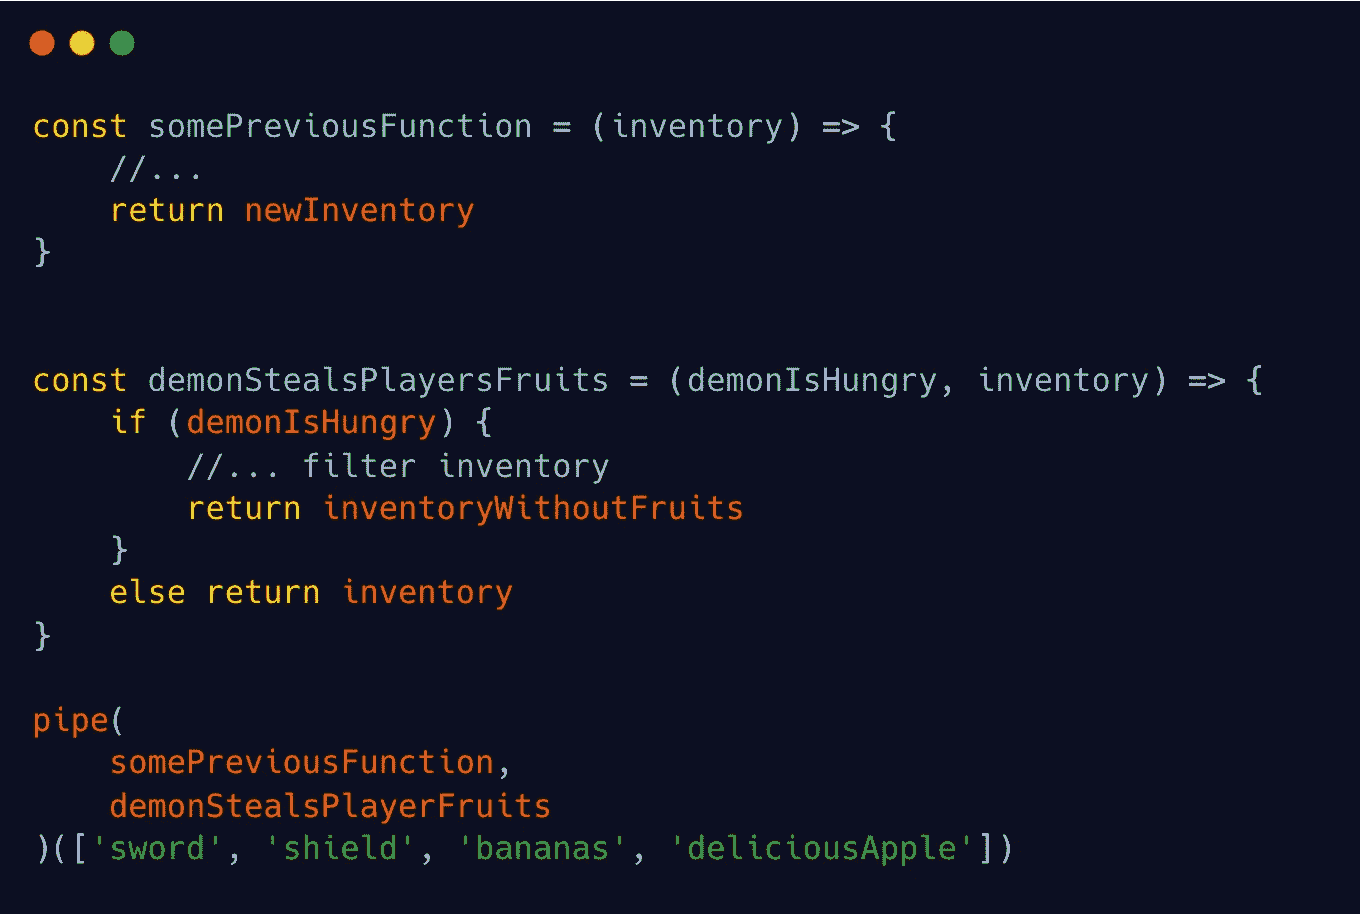 const somePreviousFunction = (inventory) => {
    //...
    return newInventory
}
const demonStealsPlayersFruits = (demonIsHungry, inventory) => {
    if (demonIsHungry) {
        //... filter inventory
        return inventoryWithoutFruits
    }
    else return inventory
}
pipe(
    somePreviousFunction,
    demonStealsPlayerFruits
)(['sword', 'shield', 'bananas', 'deliciousApple'])